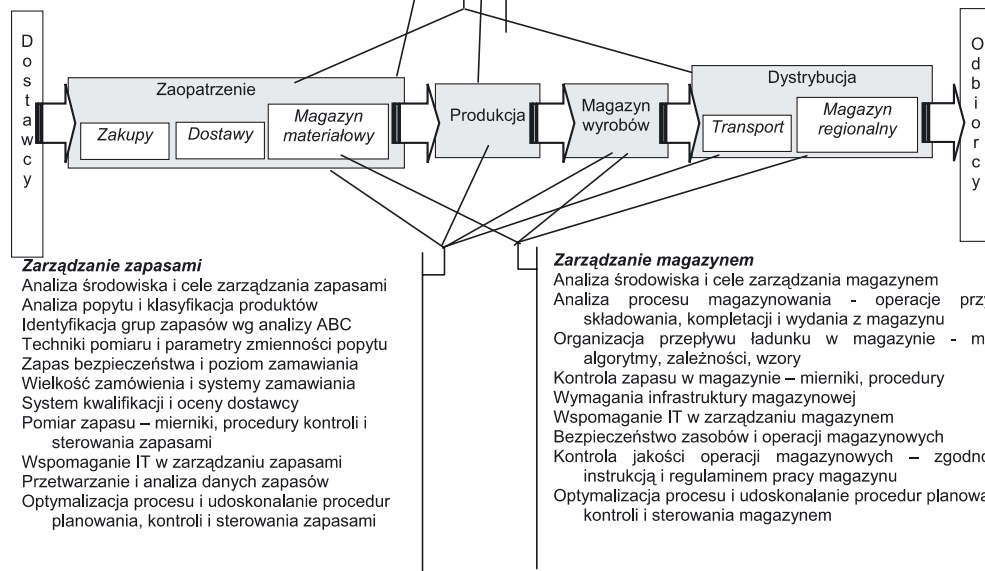 Dostawcy
Zaopatrzenie
Zakupy
Dostawy
Magazyn
materiałowy
Produkcja
Magazyn
wyrobów
Dystrybucja
Transport
Magazyn
regionalny
Odbiorcy
Zarządzanie zapasami
Analiza środowiska i cele zarządzania zapasami
Analiza popytu i klasyfikacja produktów
Identyfikacja grup zapasów wg analizy ABC
Techniki pomiaru i parametry zmienności popytu
Zapas bezpieczeństwa i poziom zamawiania
Wielkość zamówienia i systemy zamawiania
System kwalifikacji i oceny dostawcy
Pomiar zapasu – mierniki, procedury kontroli i
sterowania zapasami
Wspomaganie IT w zarządzaniu zapasami
Przetwarzanie i analiza danych zapasów
Optymalizacja procesu i udoskonalanie procedur
planowania, kontroli i sterowania zapasami
Zarządzanie magazynem
Analiza środowiska i cele zarządzania magazynem
Analiza procesu magazynowania - operacje
składowania, kompletacji i wydania z magazynu
Organizacja przepływu ładunku w magazynie -
algorytmy, zależności, wzory
Kontrola zapasu w magazynie – mierniki, procedury
Wymagania infrastruktury magazynowej
Wspomaganie IT w zarządzaniu magazynem
Bezpieczeństwo zasobów i operacji magazynowych
Kontrola jakości operacji magazynowych –
instrukcją i regulaminem pracy magazynu
Optymalizacja procesu i udoskonalanie procedur
kontroli i sterowania magazynem